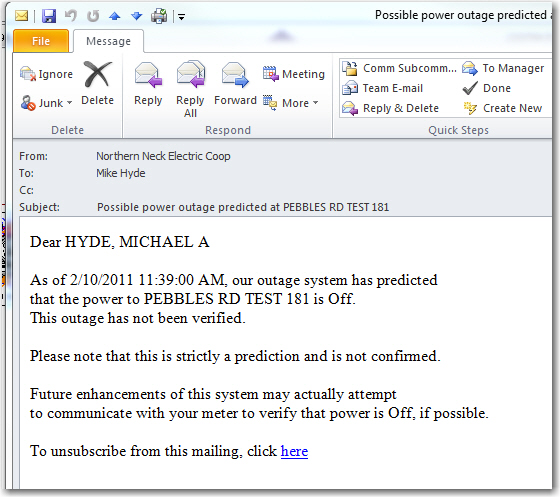 Possible power outage predicted a
File Message
Ignore
Junk
Delete
Delete
Reply
Reply All
Forward
Meeting
More
Respond
Comm Subcomm... To Manager
Team E-mail Done
Reply & Delete Create New
Quick Steps
From: Northern Neck Electric Coop
To: Mike Hyde
Cc:
Subject: Possible power outage predicted at PEBBLES RD TEST 181
Dear HYDE, MICHAEL A
As of 2/10/2011 11:39:00 AM, our outage system has predicted
that the power to PEBBLES RD TEST 181 is Off.
This outage has not been verified.
Please note that this is strictly a prediction and is not confirmed.
Future enhancements of this system may actually attempt
to communicate with your meter to verify that power is Off, if possible.
To unsubscribe from this mailing, click here